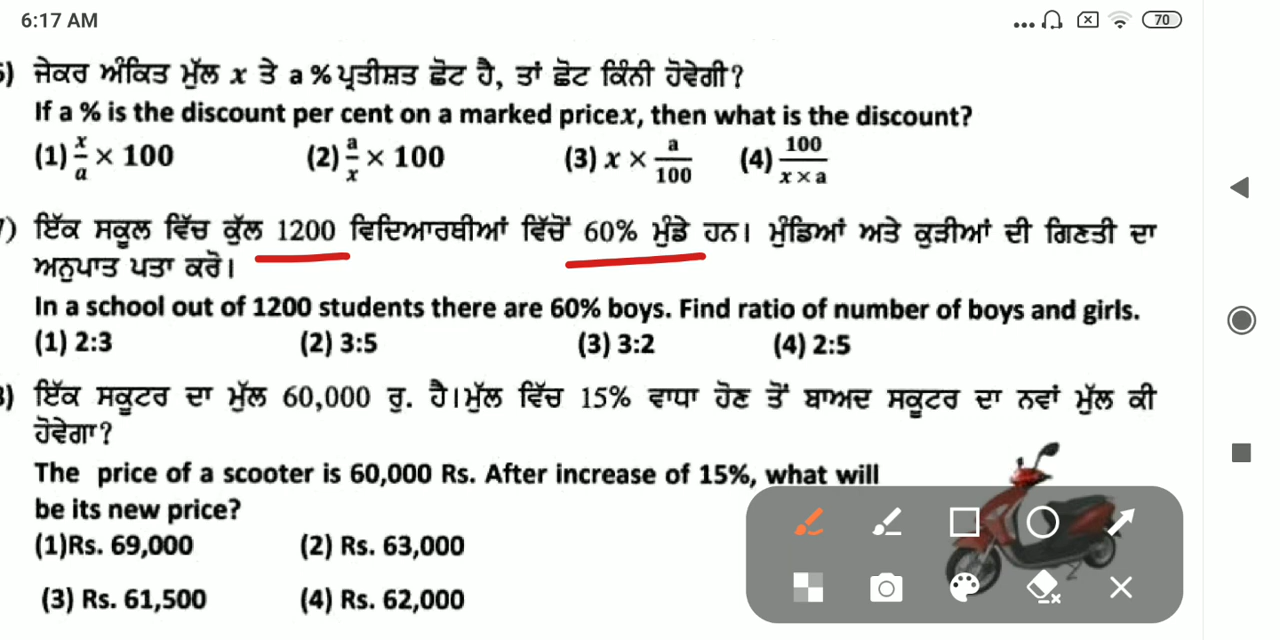 6:17 AM
70
) ਜੇਕਰ ਅੰਕਿਤ ਮੁੱਲ x ਤੇ a % ਪ੍ਰਤੀਸ਼ਤ ਛੋਟ ਹੈ, ਤਾਂ ਛੋਟ ਕਿੰਨੀ ਹੋਵੇਗੀ?
If a % is the discount per cent on a marked pricex, then what is the discount?
(1) x/a × 100 (2) a/x × 100 (3) x × a/100 (4) 100/x × a
) ਇੱਕ ਸਕੂਲ ਵਿੱਚ ਕੁੱਲ 1200 ਵਿਦਿਆਰਥੀਆਂ ਵਿੱਚੋਂ 60% ਮੁੰਡੇ ਹਨ। ਮੁੰਡਿਆਂ ਅਤੇ ਕੁੜੀਆਂ ਦੀ ਗਿਣਤੀ ਦਾ
ਅਨੁਪਾਤ ਪਤਾ ਕਰੋ।
In a school out of 1200 students there are 60% boys. Find ratio of number of boys and girls.
(1) 2:3 (2) 3:5 (3) 3:2 (4) 2:5
) ਇੱਕ ਸਕੂਟਰ ਦਾ ਮੁੱਲ 60,000 ਰੁ. ਹੈ।ਮੁੱਲ ਵਿੱਚ 15% ਵਾਧਾ ਹੋਣ ਤੋਂ ਬਾਅਦ ਸਕੂਟਰ ਦਾ ਨਵਾਂ ਮੁੱਲ ਕੀ
ਹੋਵੇਗਾ?
The price of a scooter is 60,000 Rs. After increase of 15%, what will
be its new price?
(1)Rs. 69,000 (2) Rs. 63,000
(3) Rs. 61,500 (4) Rs. 62,000